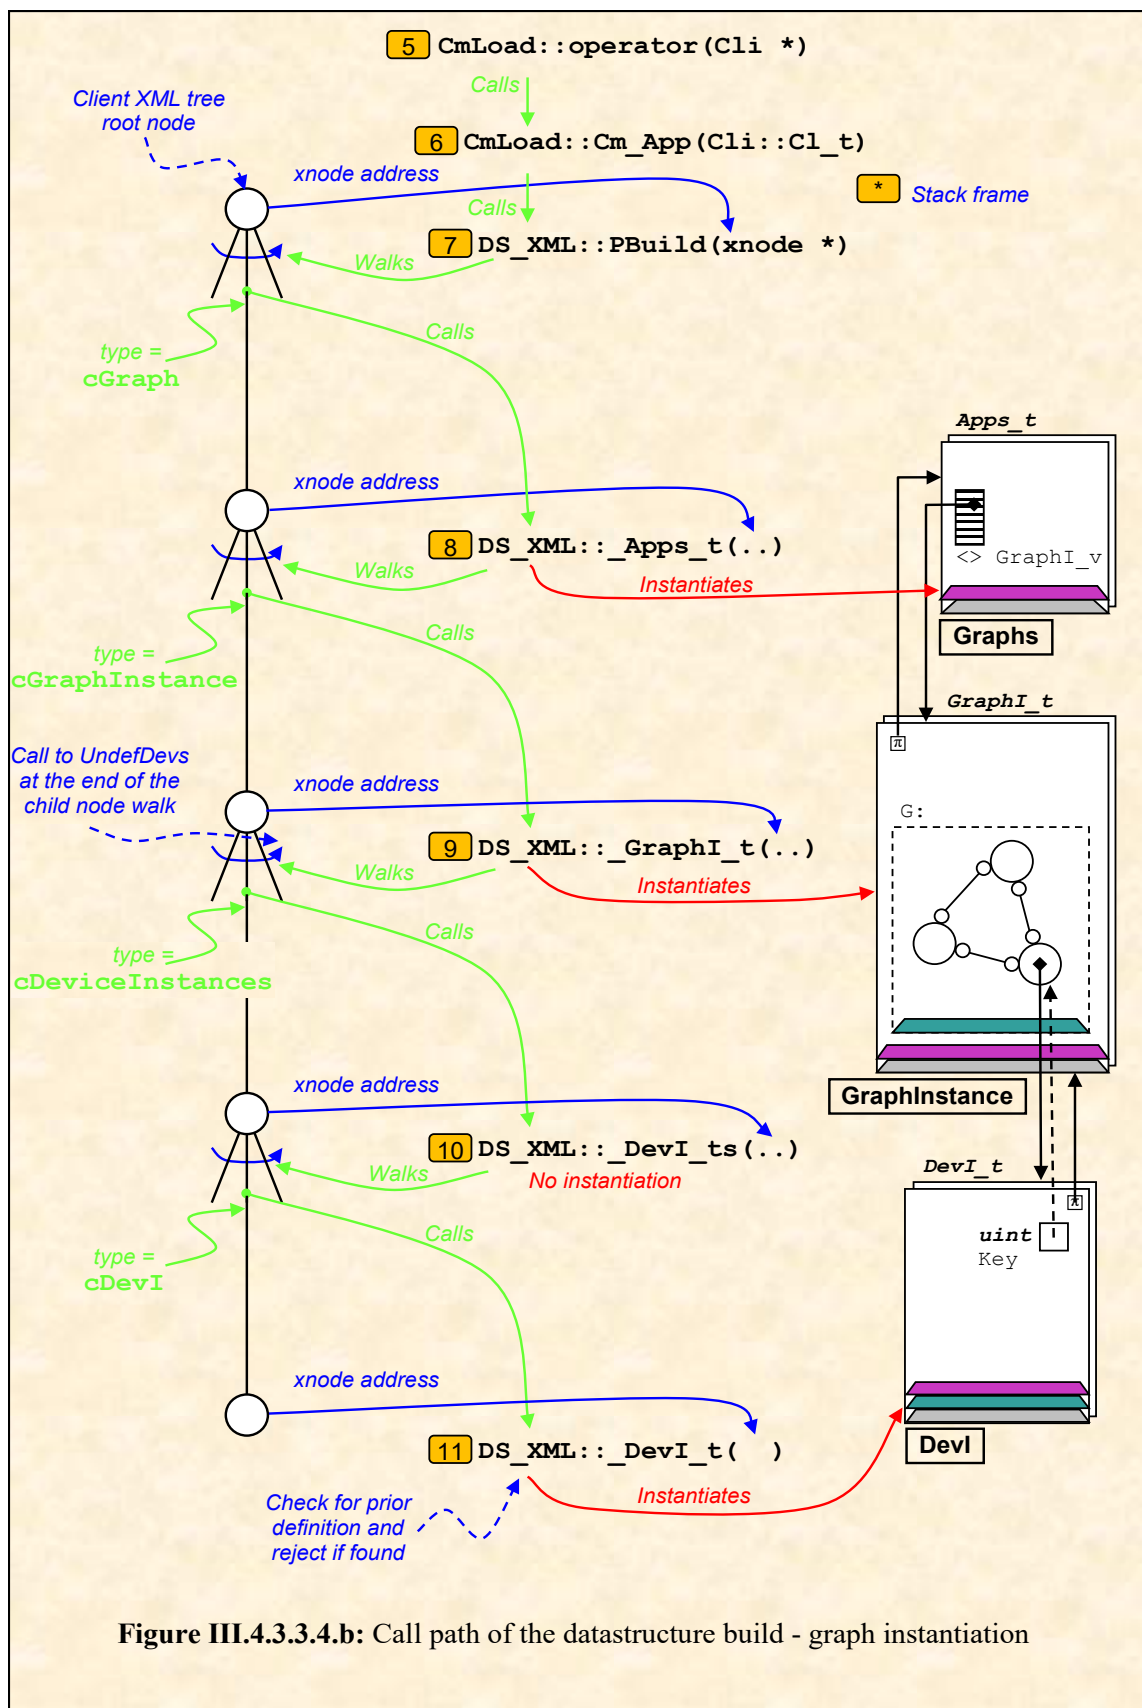 5 CmLoad::operator(Cli *)
Calls
Client XML tree
root node
6 CmLoad::Cm_App(Cli::Cl_t)
xnode address
* Stack frame
Calls
7 DS_XML::PBuild(xnode *)
Walks
Calls
type =
cGraph
Apps_t
xnode address
8 DS_XML::_Apps_t(..)
<> GraphI_v
Walks
Instantiates
Graphs
Calls
type =
cGraphInstance
GraphI_t
π
Call to UndefDevs
at the end of the
child node walk
xnode address
G:
9 DS_XML::_GraphI_t(..)
Walks
Instantiates
Calls
type =
cDeviceInstances
xnode address
GraphInstance
10 DS_XML::_DevI_ts(..)
Walks
No instantiation
DevI_t
π
Calls
uint
Key
type =
cDevI
xnode address
11 DS_XML::_DevI_t( )
DevI
Instantiates
Check for prior
definition and
reject if found
Figure III.4.3.3.4.b: Call path of the datastructure build - graph instantiation